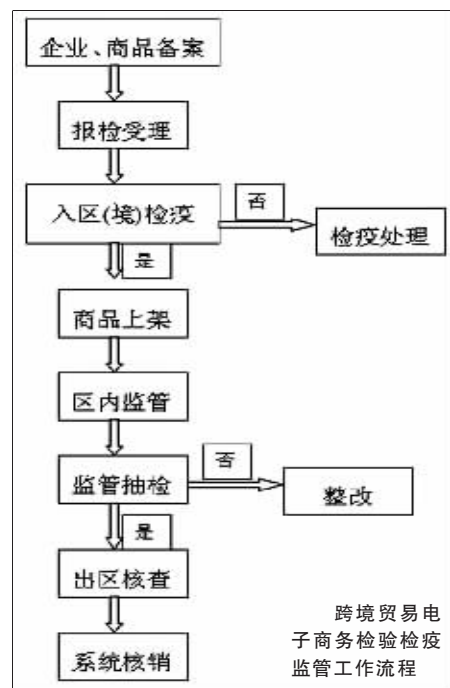 企业、商品备案
报检受理
入区(境)检疫
否
检疫处理
是
商品上架
区内监管
监管抽检
否
整改
是
出区核查
系统核销
跨境贸易电
子商务检验检疫
监管工作流程